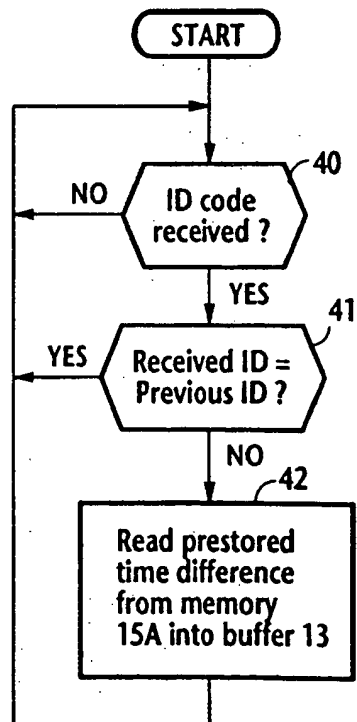 START
40
ID code
received ?
NO
YES
41
Received ID =
Previous ID ?
YES
NO
42
Read prestored
time difference
from memory
15A into buffer 13